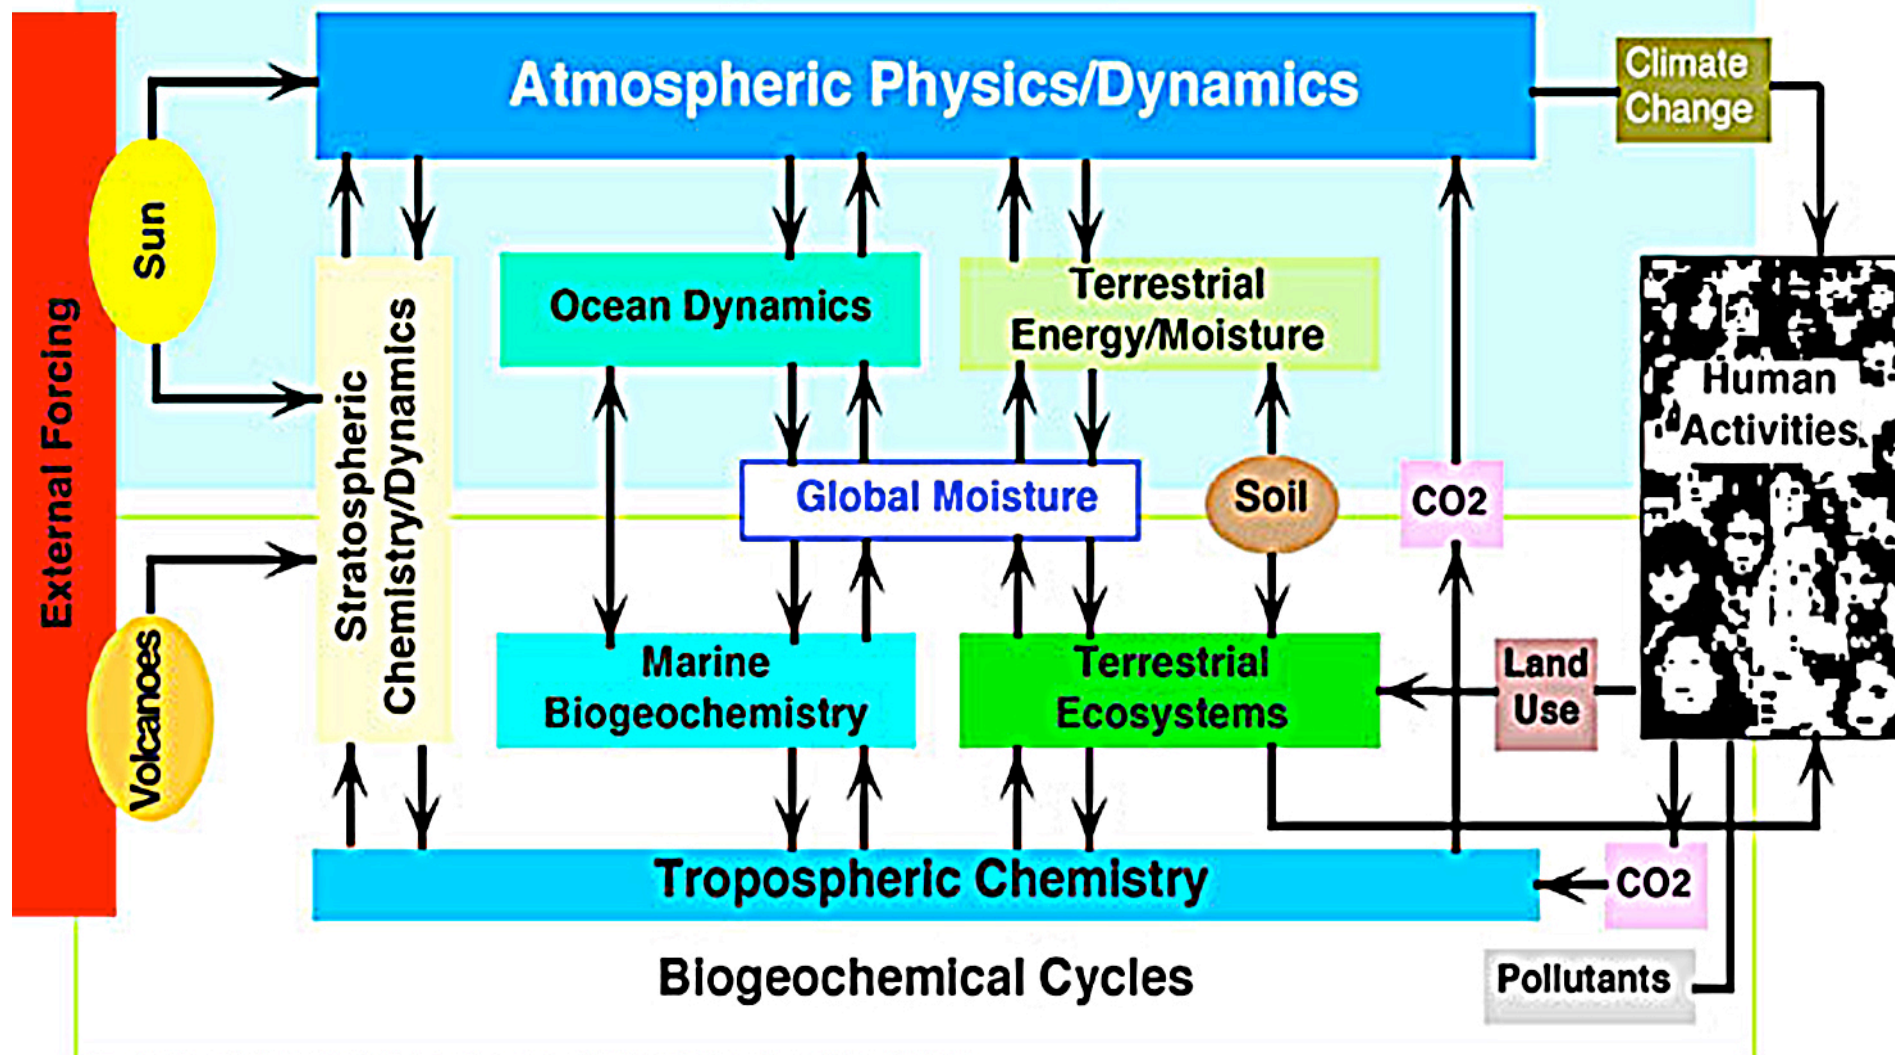 Atmospheric Physics/Dynamics
Climate
Change
External Forcing
Sun
Volcanoes
Stratospheric
Chemistry/Dynamics
Ocean Dynamics
Terrestrial
Energy/Moisture
Human
Activities
Global Moisture
Soil
CO2
Marine
Biogeochemistry
Terrestrial
Ecosystems
Land
Use
Tropospheric Chemistry
CO2
Biogeochemical Cycles
Pollutants